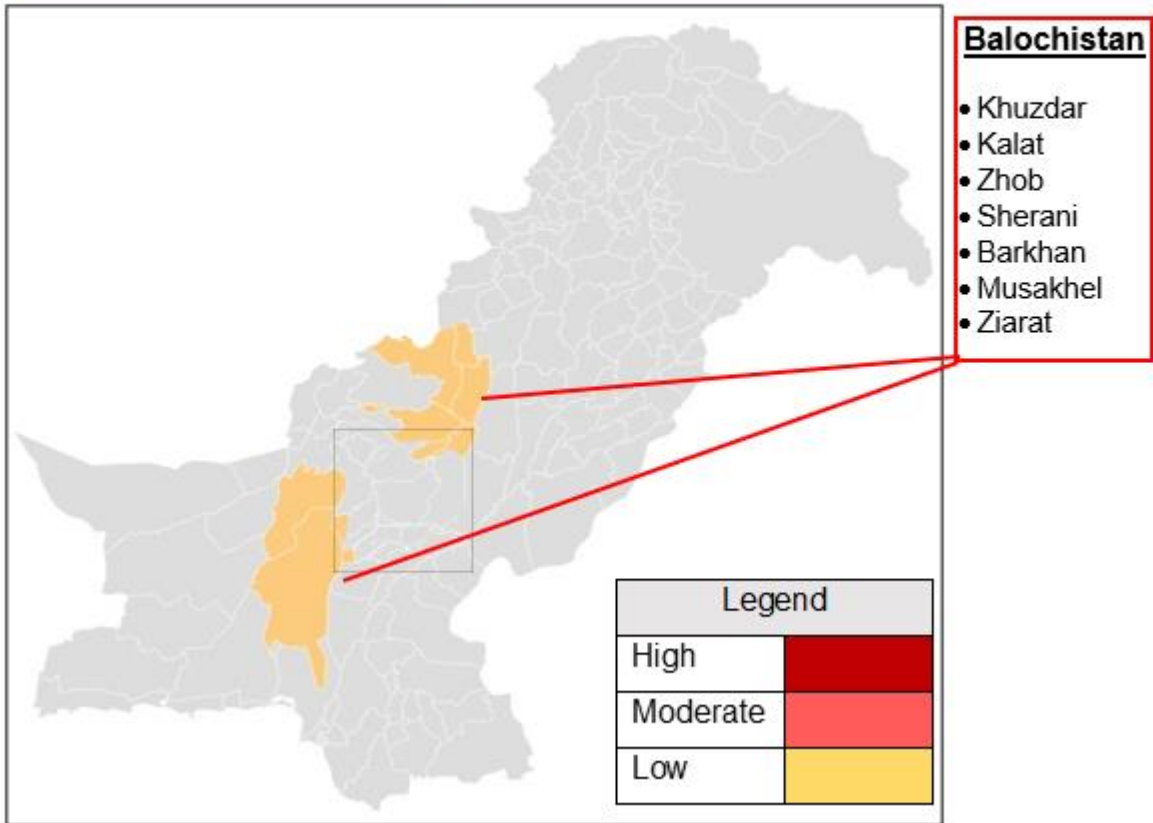 Balochistan
• Khuzdar
• Kalat
• Zhob
• Sherani
• Barkhan
• Musakhel
• Ziarat
Legend
High
Moderate
Low